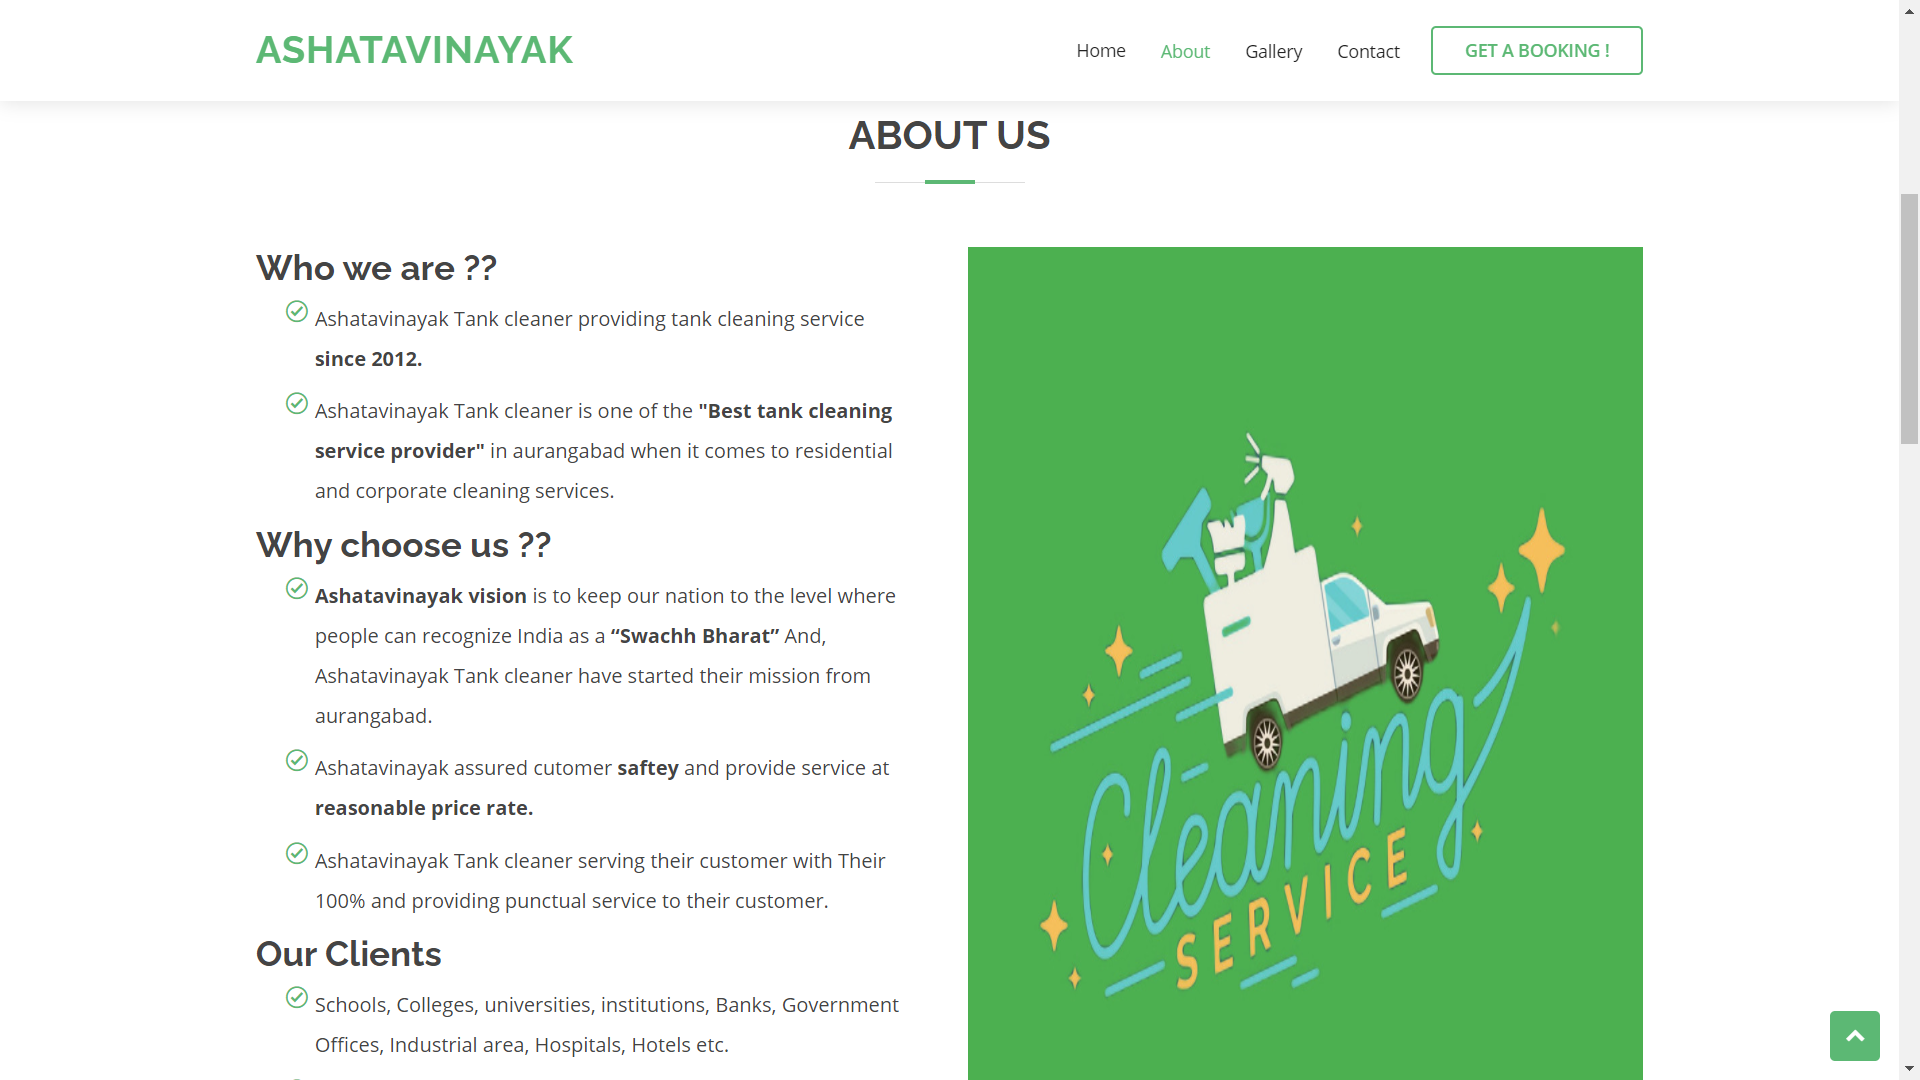 ASHATAVINAYAK
Home
About
Gallery
Contact
GET A BOOKING !
ABOUT US
Who we are ??
Ashatavinayak Tank cleaner providing tank cleaning service
since 2012.
Ashatavinayak Tank cleaner is one of the "Best tank cleaning
service provider" in aurangabad when it comes to residential
and corporate cleaning services.
Why choose us ??
Ashatavinayak vision is to keep our nation to the level where
people can recognize India as a “Swachh Bharat” And,
Ashatavinayak Tank cleaner have started their mission from
aurangabad.
Ashatavinayak assured cutomer saftey and provide service at
reasonable price rate.
Ashatavinayak Tank cleaner serving their customer with Their
100% and providing punctual service to their customer.
Our Clients
Schools, Colleges, universities, institutions, Banks, Government
Offices, Industrial area, Hospitals, Hotels etc.
Cleaning
SERVICE